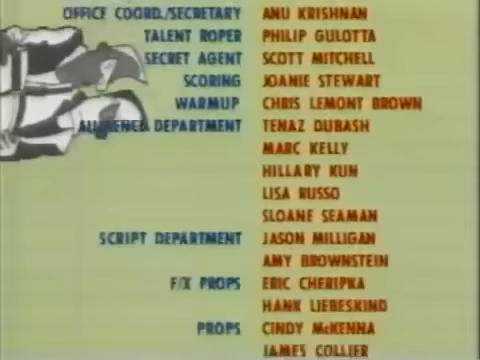 OFFICE COORD./SECRETARY ANU KRISHNAN
TALENT ROPER PHILIP GULOTTA
SECRET AGENT SCOTT MITCHELL
SCORING JOANIE STEWART
WARMUP CHRIS LEMONT BROWN
AUDIENCE DEPARTMENT TENAZ DUBASH
MARC KELLY
HILLARY KUN
LISA RUSSO
SLOANE SEAMAN
SCRIPT DEPARTMENT JASON MILLIGAN
AMY BROWNSTEIN
F/X PROPS ERIC CHERIPKA
HANK LIEBESKIND
PROPS CINDY McKENNA
JAMES COLLIER